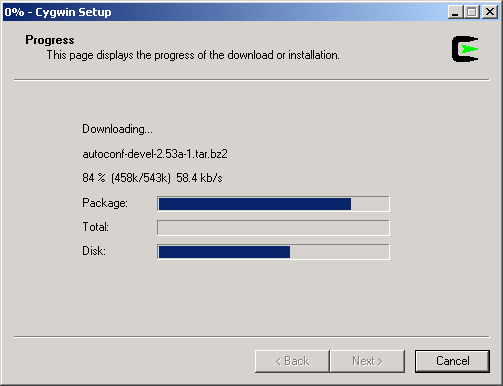 0% - Cygwin Setup
Progress
This page displays the progress of the download or installation.
Downloading...
autoconf-devel-2.53a-1.tar.bz2
84 % (458k/543k) 58.4 kb/s
Package:
Total:
Disk:
< Back Next > Cancel